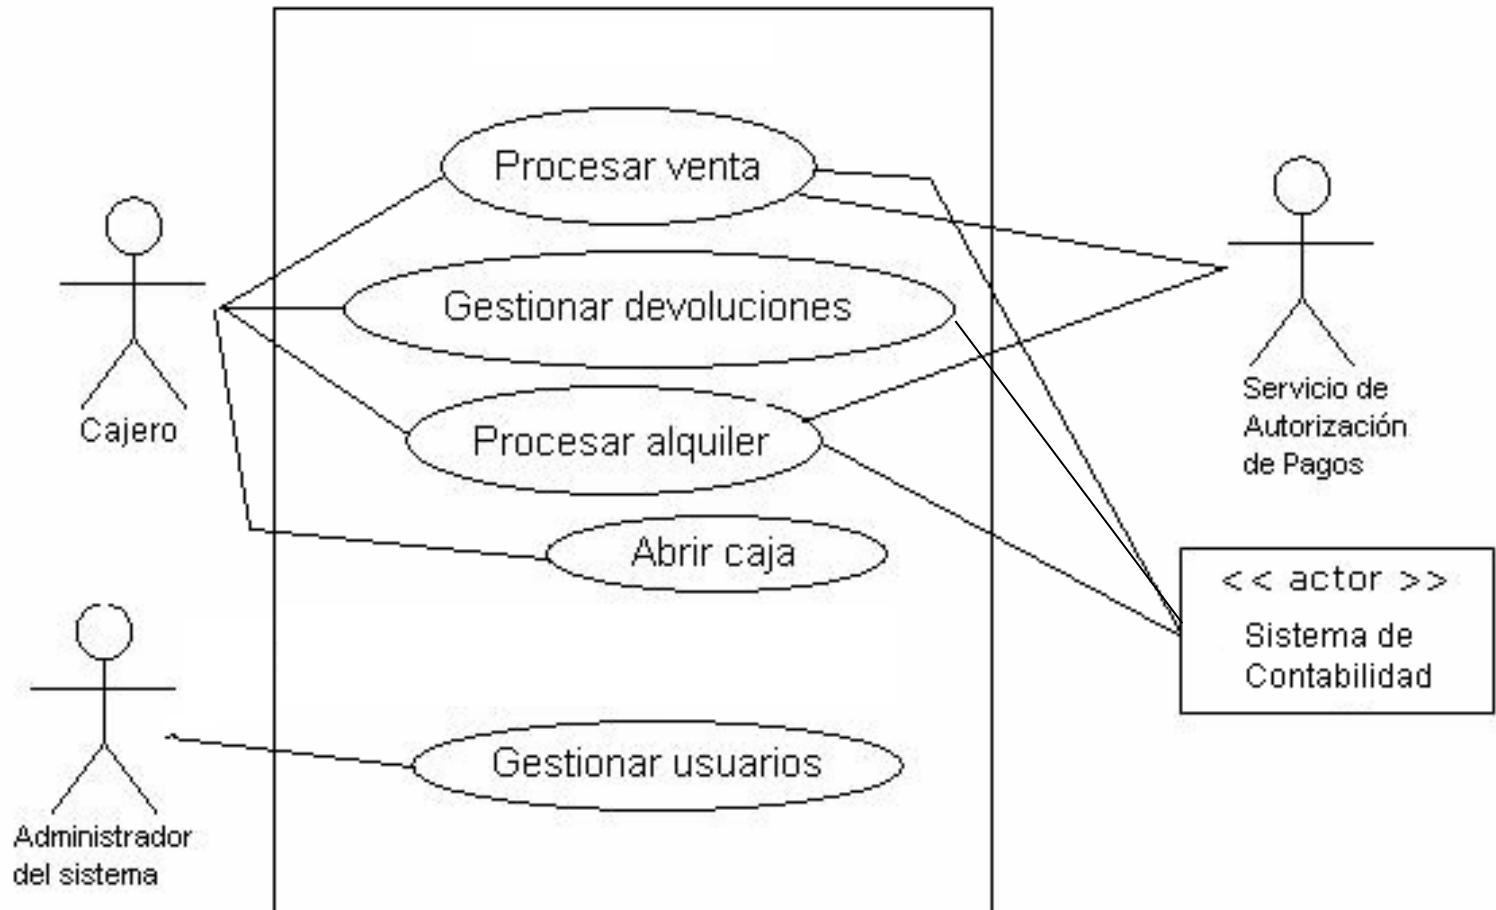 Procesar venta
Gestionar devoluciones
Procesar alquiler
Abrir caja
Gestionar usuarios
Cajero
Administrador
del sistema
Servicio de
Autorización
de Pagos
<< actor >>
Sistema de
Contabilidad